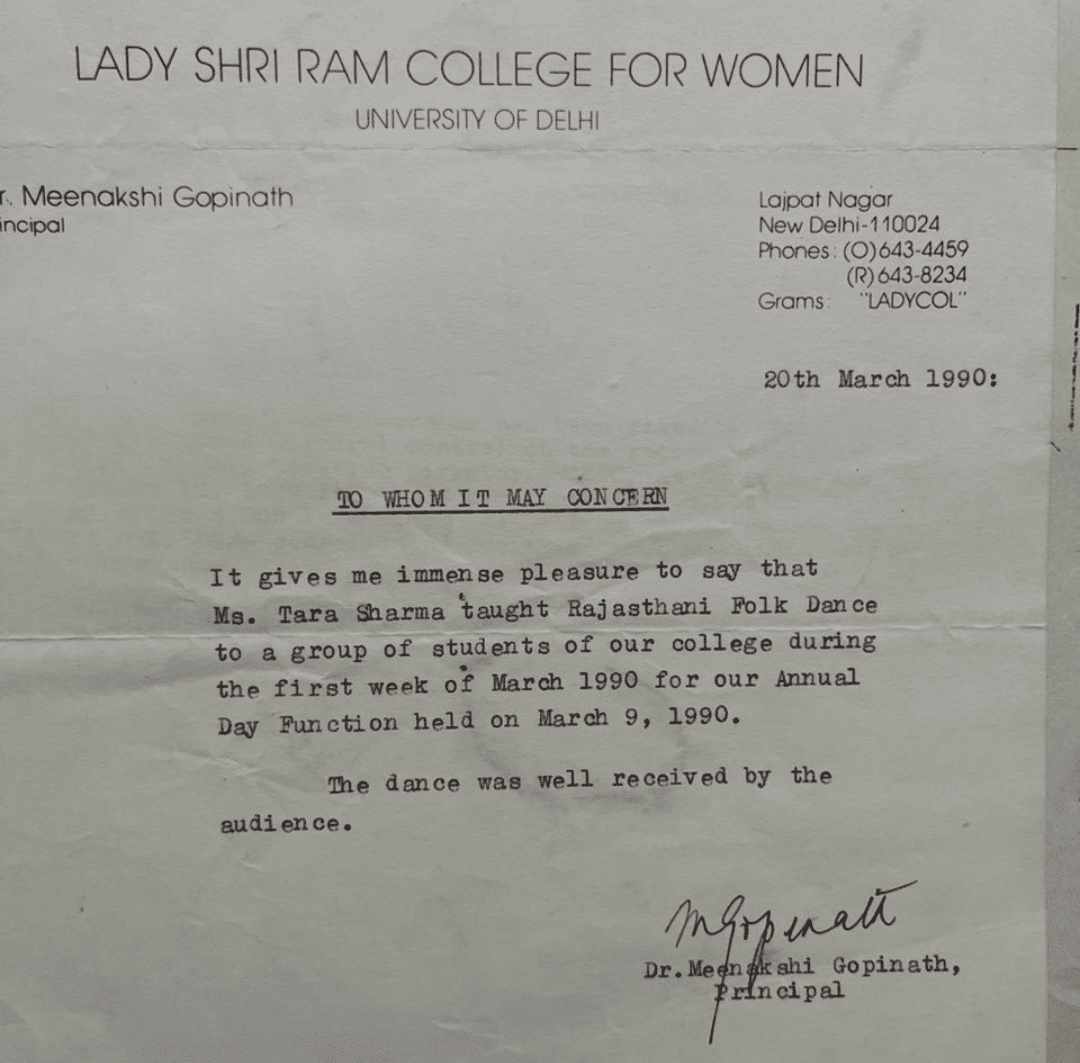 LADY SHRI RAM COLLEGE FOR WOMEN
UNIVERSITY OF DELHI
r. Meenakshi Gopinath
incipal
Lajpat Nagar
New Delhi-110024
Phones: (O)643-4459
(R)643-8234
Grams: "LADYCOL"
20th March 1990:
TO WHOM IT MAY CONCERN
It gives me immense pleasure to say that
Ms. Tara Sharma taught Rajasthani Folk Dance
to a group of students of our college during
the first week of March 1990 for our Annual
Day Function held on March 9, 1990.
The dance was well received by the
audience.
MGopinath
Dr.Meenakshi Gopinath,
Principal